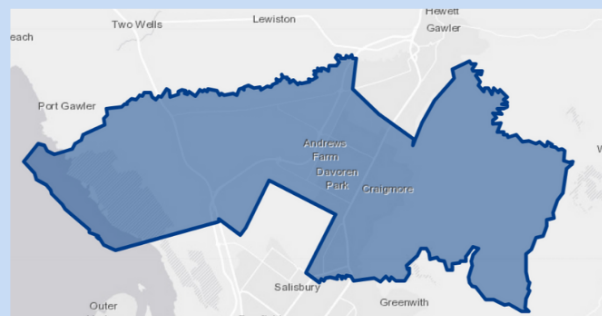 Hewett
Two Wells
Lewiston
Gawler
each
Port Gawler
Andrews
Farm
Davoren
Park
Craigmore
W
Salisbury
Greenwith
Outer